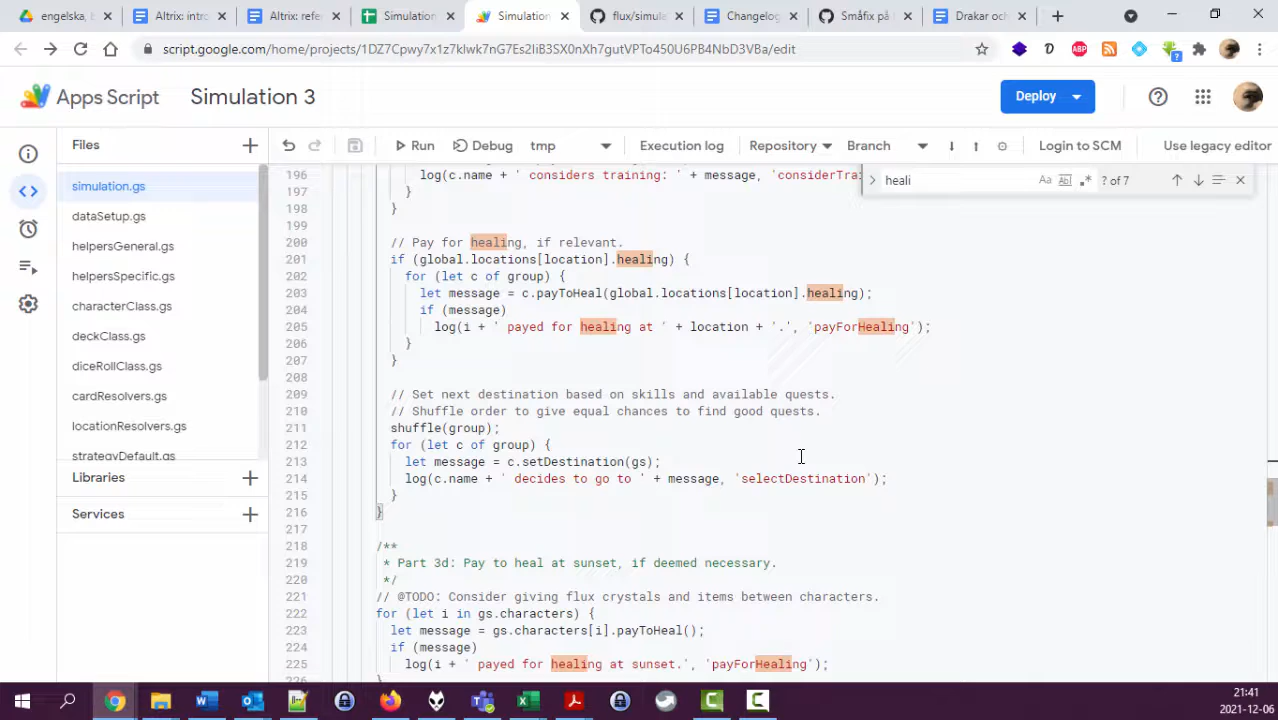 engelska,
Altrix: intro
Altrix: refer
Simulation
Simulation
flux/simule
Changelog
Småfix på
Drakar och
script.google.com/home/projects/1DZ7Cpwy7x1z7klwk7nG7Es2IiB3SX0nXh7gutVPTo450U6PB4NbD3V8a/edit
Apps Script
Simulation 3
Deploy
Files
Run
Debug
tmp
Execution log
Repository
Branch
Login to SCM
Use legacy editor
simulation.gs
dataSetup.gs
helpersGeneral.gs
helpersSpecific.gs
characterClass.gs
deckClass.gs
diceRollClass.gs
cardResolvers.gs
locationResolvers.gs
strategyDefault.gs
Libraries
Services
heali
? of 7
196 log(c.name + ' considers training: ' + message, 'considerTra
197 }
198 }
199
200 // Pay for healing, if relevant.
201 if (global.locations[location].healing) {
202 for (let c of group) {
203 let message = c.payToHeal(global.locations[location].healing);
204 if (message)
205 log(i + ' payed for healing at ' + location + '.', 'payForHealing');
206 }
207 }
208
209 // Set next destination based on skills and available quests.
210 // Shuffle order to give equal chances to find good quests.
211 shuffle(group);
212 for (let c of group) {
213 let message = c.setDestination(gs);
214 log(c.name + ' decides to go to ' + message, 'selectDestination');
215 }
216 }
217
218 /**
219 * Part 3d: Pay to heal at sunset, if deemed necessary.
220 */
221 // @TODO: Consider giving flux crystals and items between characters.
222 for (let i in gs.characters) {
223 let message = gs.characters[i].payToHeal();
224 if (message)
225 log(i + ' payed for healing at sunset.', 'payForHealing');
226 }
21:41
2021-12-06